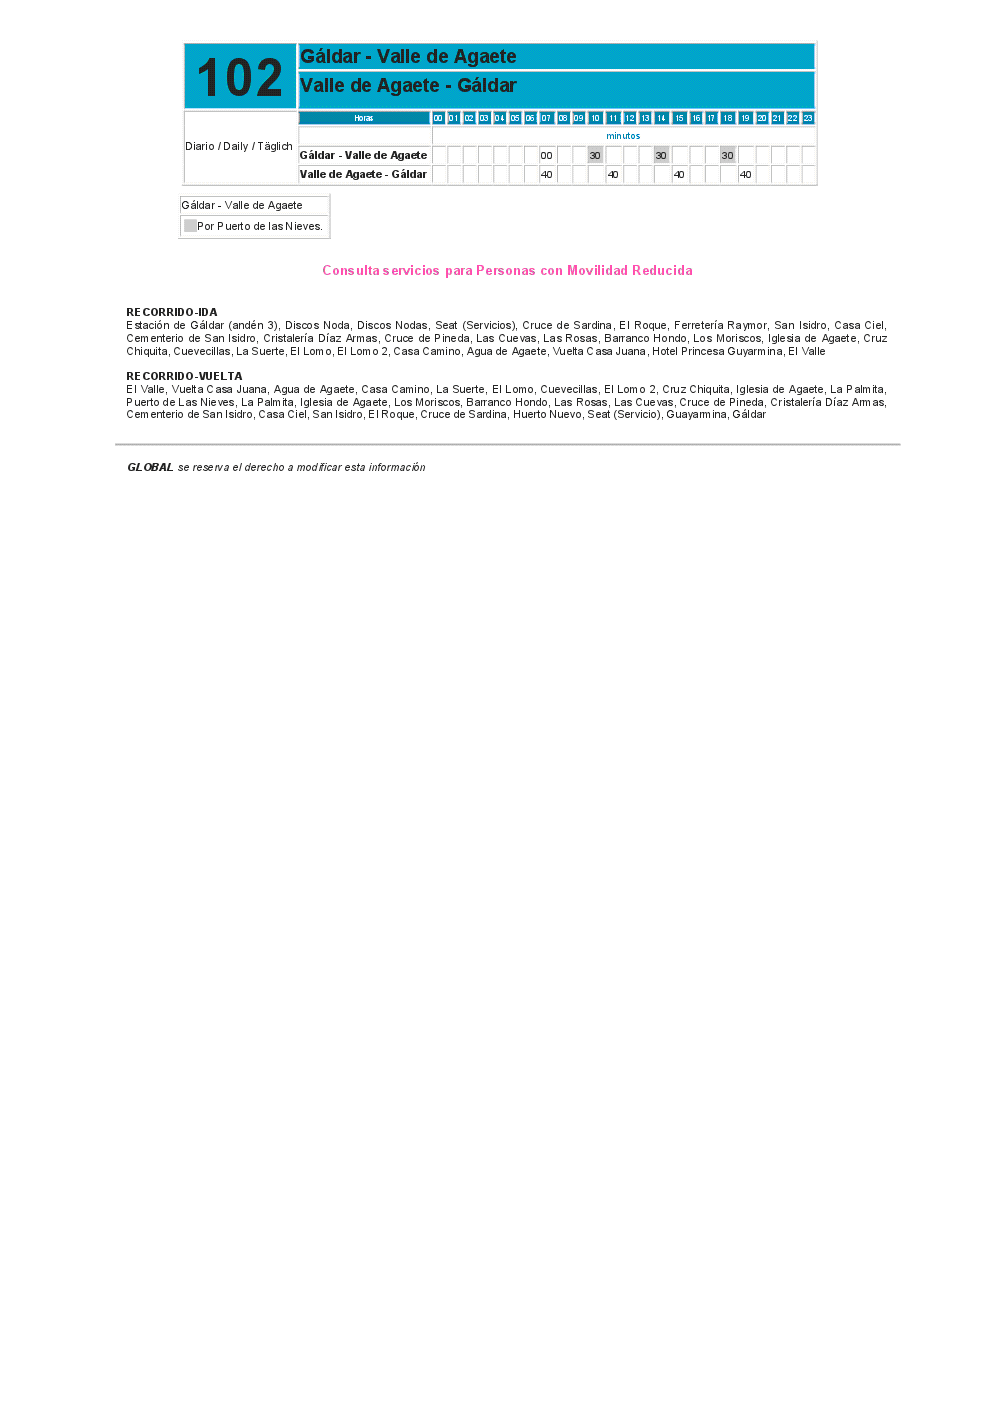 102
Gáldar - Valle de Agaete
Valle de Agaete - Gáldar
Diario / Daily / Täglich
Horas 00 01 02 03 04 05 06 07 08 09 10 11 12 13 14 15 16 17 18 19 20 21 22 23
minutos
Gáldar - Valle de Agaete 00 30 30 30
Valle de Agaete - Gáldar 40 40 40 40
Gáldar - Valle de Agaete
Por Puerto de las Nieves.
Consulta servicios para Personas con Movilidad Reducida
RECORRIDO-IDA
Estación de Gáldar (andén 3), Discos Noda, Discos Nodas, Seat (Servicios), Cruce de Sardina, El Roque, Ferretería Raymor, San Isidro, Casa Ciel,
Cementerio de San Isidro, Cristalería Díaz Armas, Cruce de Pineda, Las Cuevas, Las Rosas, Barranco Hondo, Los Moriscos, Iglesia de Agaete, Cruz
Chiquita, Cuevecillas, La Suerte, El Lomo, El Lomo 2, Casa Camino, Agua de Agaete, Vuelta Casa Juana, Hotel Princesa Guyarmina, El Valle
RECORRIDO-VUELTA
El Valle, Vuelta Casa Juana, Agua de Agaete, Casa Camino, La Suerte, El Lomo, Cuevecillas, El Lomo 2, Cruz Chiquita, Iglesia de Agaete, La Palmita,
Puerto de Las Nieves, La Palmita, Iglesia de Agaete, Los Moriscos, Barranco Hondo, Las Rosas, Las Cuevas, Cruce de Pineda, Cristalería Díaz Armas,
Cementerio de San Isidro, Casa Ciel, San Isidro, El Roque, Cruce de Sardina, Huerto Nuevo, Seat (Servicio), Guayarmina, Gáldar
GLOBAL se reserva el derecho a modificar esta información